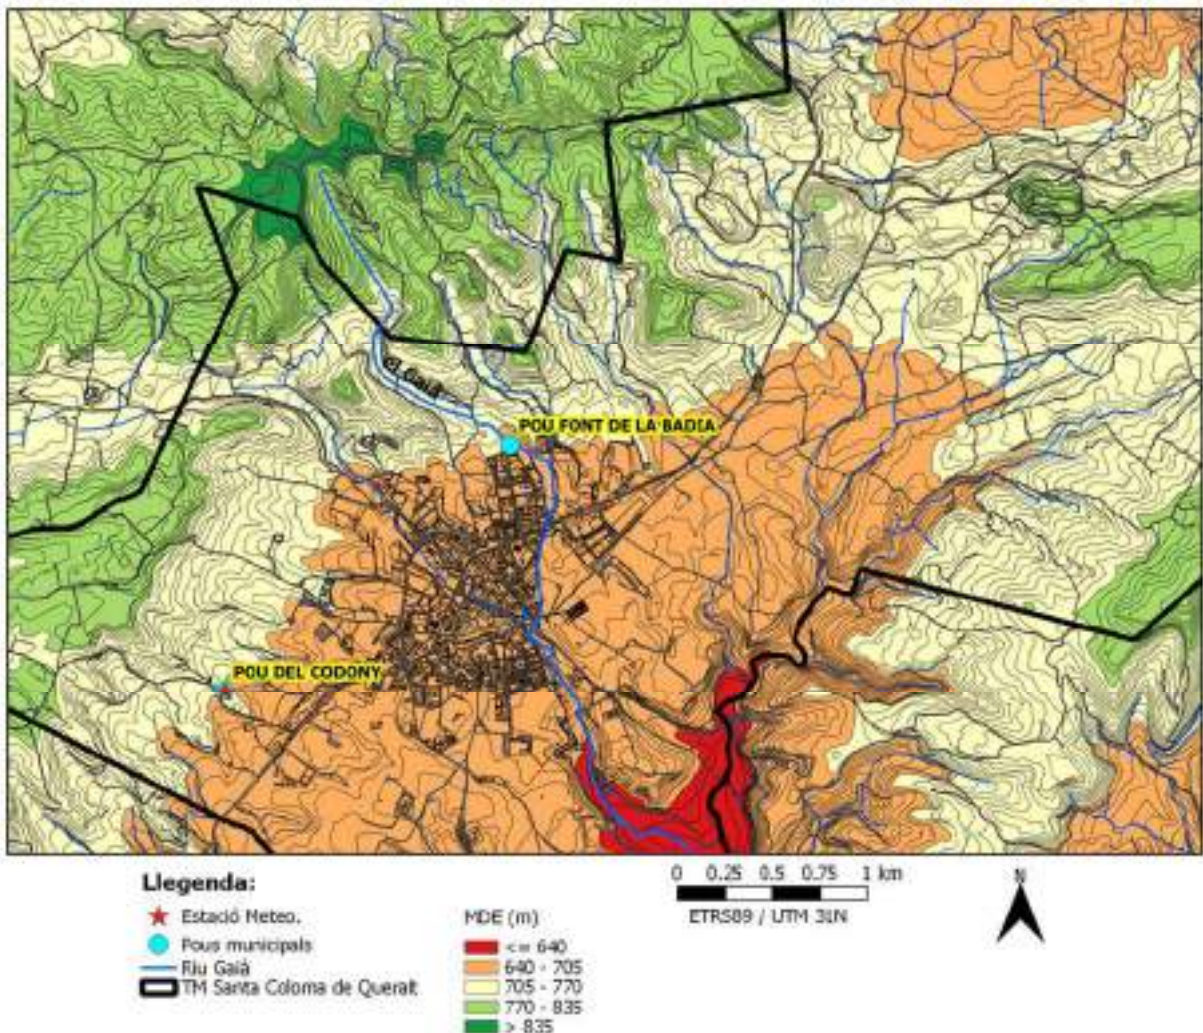 el Gaià
POU FONT DE LA BADIA
POU DEL CODONY
Llegenda:
Estació Meteo.
Pous municipals
Riu Gaià
TM Santa Coloma de Queralt
MDE (m)
<= 640
640 - 705
705 - 770
770 - 835
> 835
0 0.25 0.5 0.75 1 km
ETRS89 / UTM 31N
N